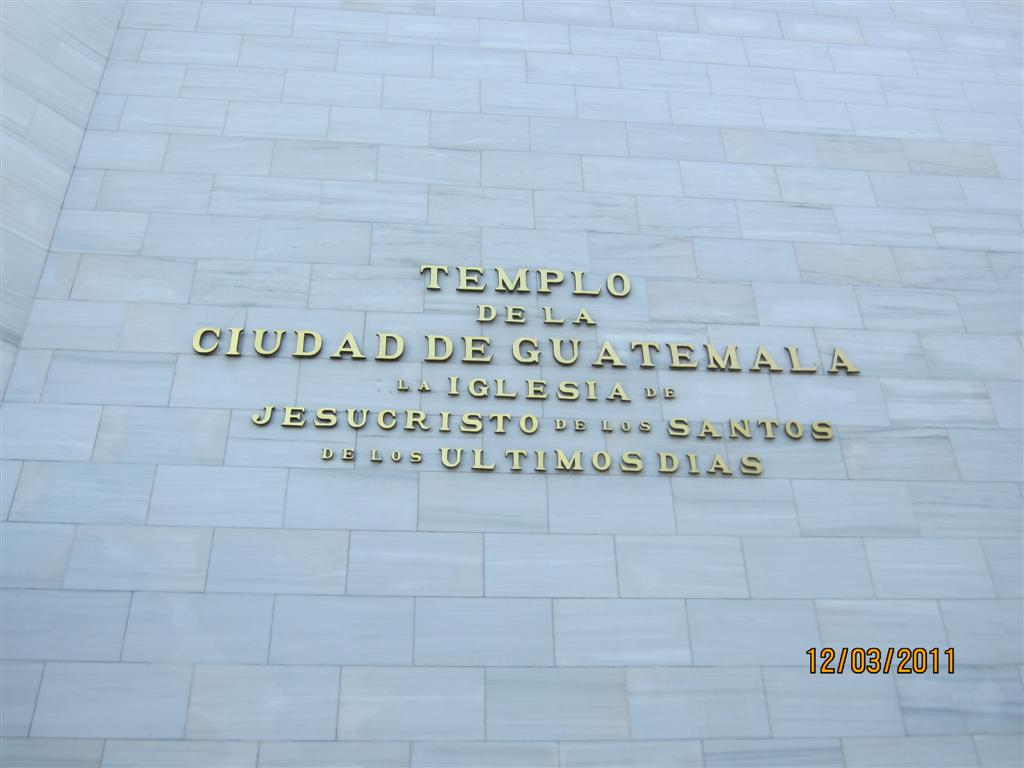 TEMPLO
DE LA
CIUDAD DE GUATEMALA
LA IGLESIA DE
JESUCRISTO DE LOS SANTOS
DE LOS ULTIMOS DIAS
12/03/2011